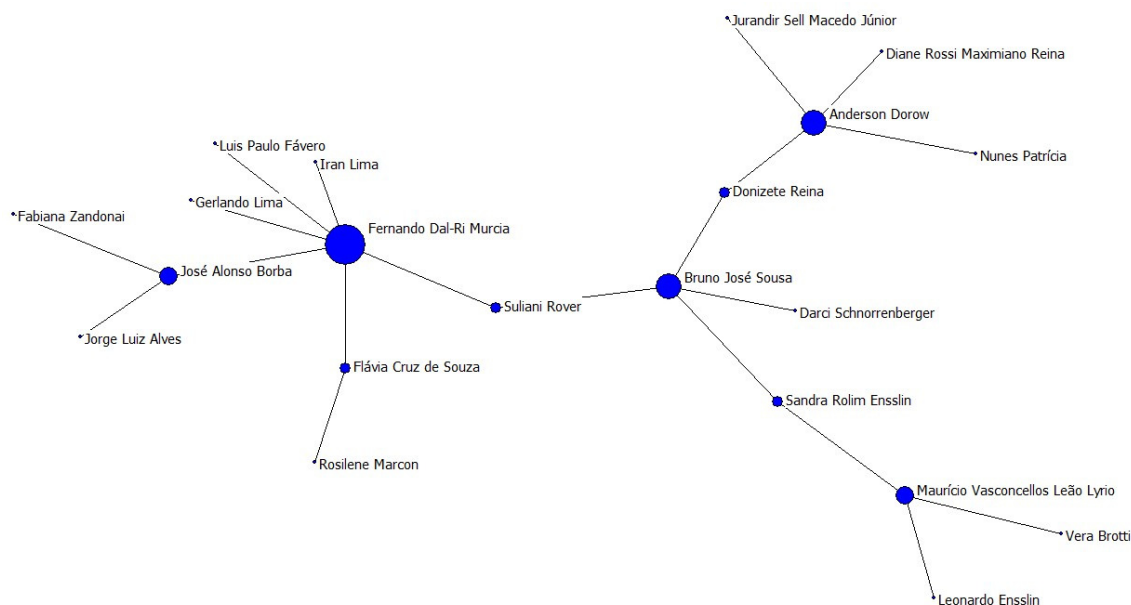 Jurandir Sell Macedo Júnior
Diane Rossi Maximiano Reina
Anderson Dorow
Luis Paulo Fávero
Iran Lima
Nunes Patrícia
Donizete Reina
Gerlando Lima
Fabiana Zandonai
Fernando Dal-Ri Murcia
José Alonso Borba
Bruno José Sousa
Suliani Rover
Darci Schnorrenberger
Jorge Luiz Alves
Flávia Cruz de Souza
Sandra Rolim Ensslin
Rosilene Marcon
Maurício Vasconcellos Leão Lyrio
Vera Brotti
Leonardo Ensslin